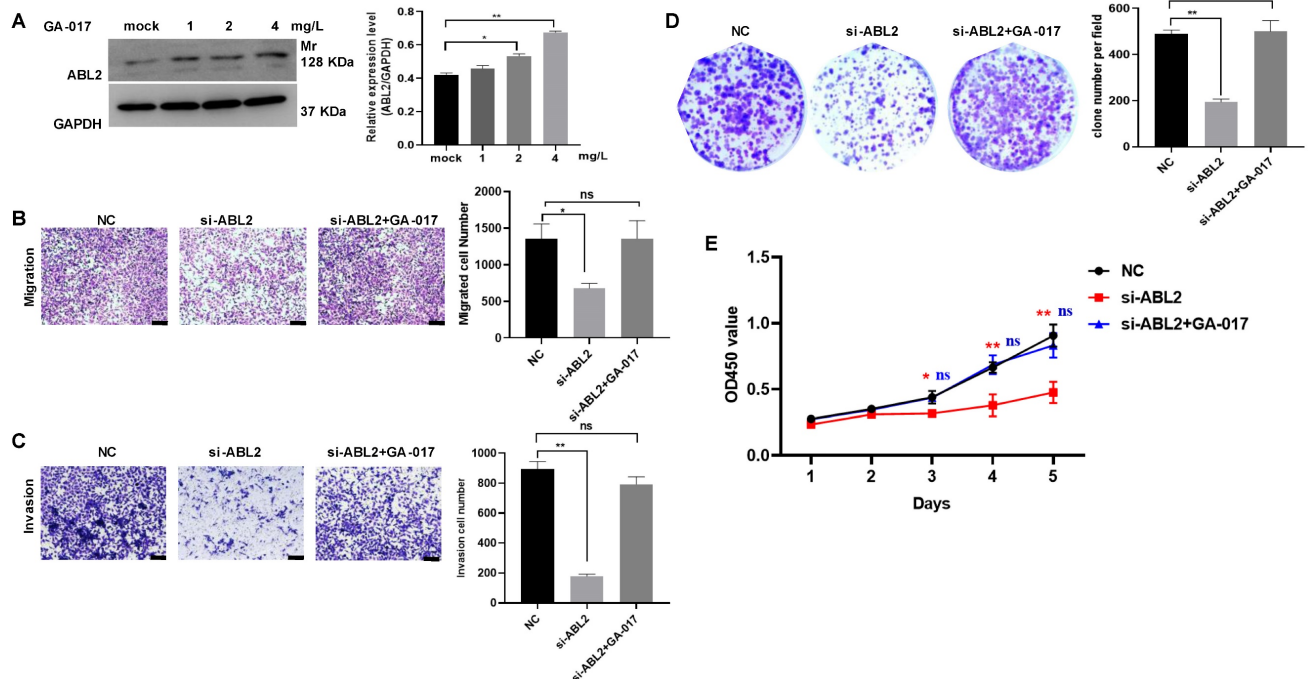 A
GA-017 mock 1 2 4 mg/L
Mr
128 KDa
ABL2
37 KDa
GAPDH
Relative expression level
(ABL2/GAPDH)
0.8
0.6
0.4
0.2
0.0
**
*
mock 1 2 4 mg/L
B
NC si-ABL2 si-ABL2+GA-017
Migration
Migrated cell Number
2000
1500
1000
500
0
ns
*
NC si-ABL2 si-ABL2+GA-017
C
NC si-ABL2 si-ABL2+GA-017
Invasion
Invasion cell number
1000
800
600
400
200
0
ns
**
NC si-ABL2 si-ABL2+GA-017
D
NC si-ABL2 si-ABL2+GA-017
clone number per field
600
400
200
0
**
NC si-ABL2 si-ABL2+GA-017
E
OD450 value
1.5
1.0
0.5
0.0
* ns
** ns
** ns
1 2 3 4 5
Days
NC
si-ABL2
si-ABL2+GA-017